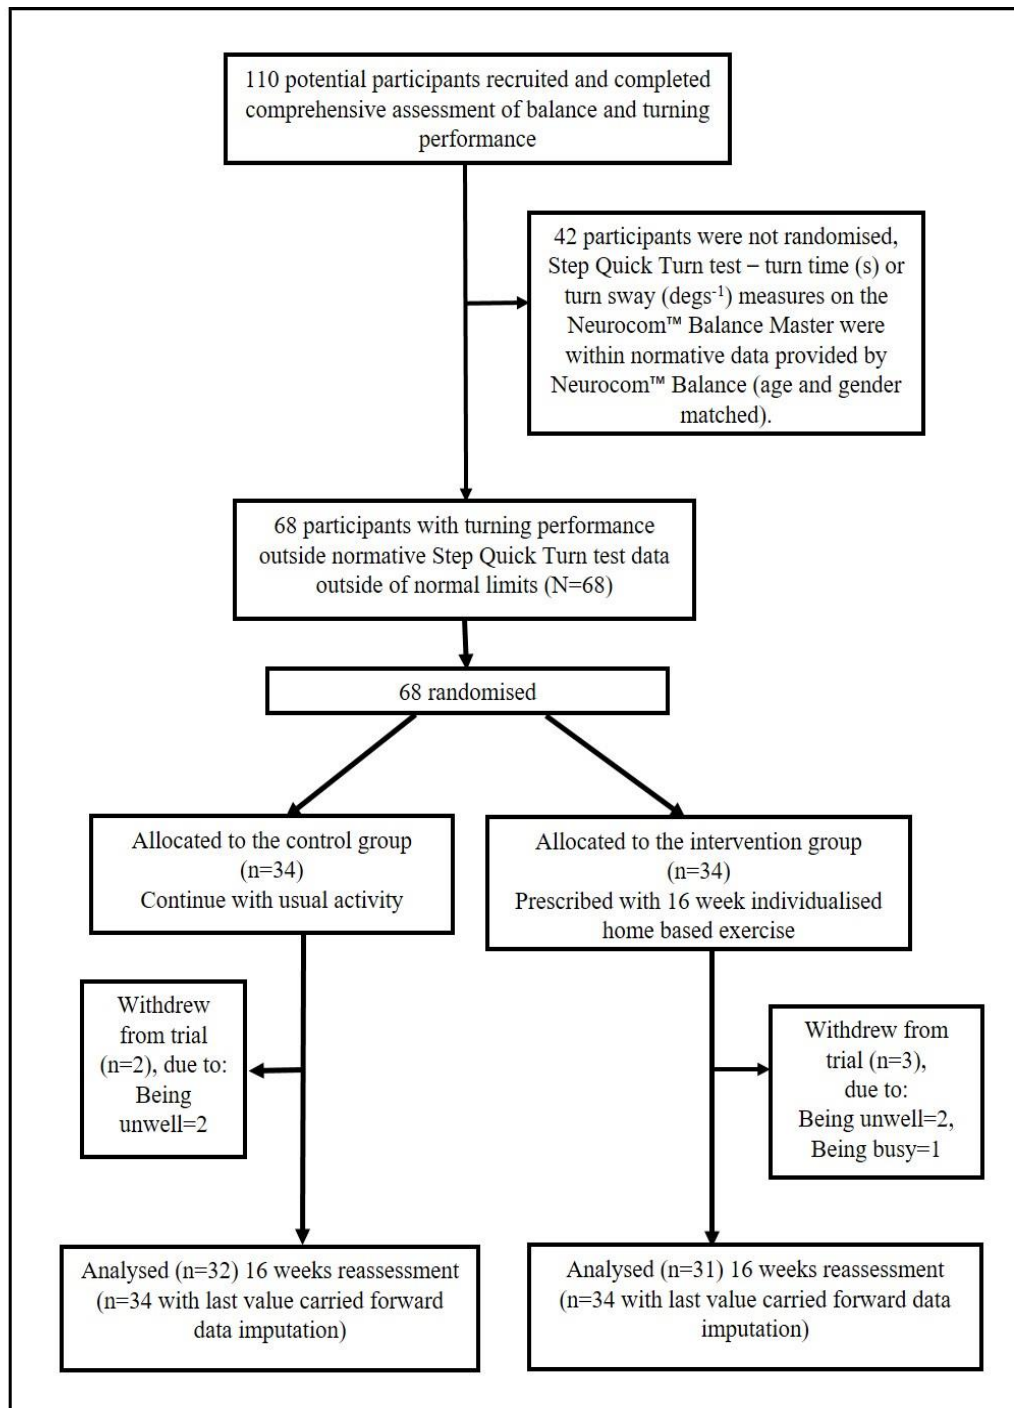 110 potential participants recruited and completed
comprehensive assessment of balance and turning
performance
42 participants were not randomised,
Step Quick Turn test – turn time (s) or
turn sway (degs⁻¹) measures on the
Neurocom™ Balance Master were
within normative data provided by
Neurocom™ Balance (age and gender
matched).
68 participants with turning performance
outside normative Step Quick Turn test data
outside of normal limits (N=68)
68 randomised
Allocated to the control group
(n=34)
Continue with usual activity
Allocated to the intervention group
(n=34)
Prescribed with 16 week individualised
home based exercise
Withdrew
from trial
(n=2), due to:
Being
unwell=2
Withdrew from
trial (n=3),
due to:
Being unwell=2,
Being busy=1
Analysed (n=32) 16 weeks reassessment
(n=34 with last value carried forward
data imputation)
Analysed (n=31) 16 weeks reassessment
(n=34 with last value carried forward data
imputation)